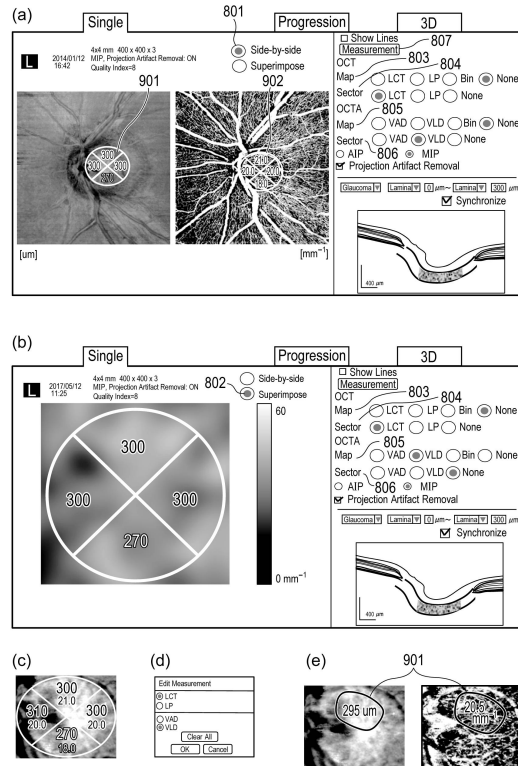 (a)
801
Single
Progression
3D
L
2014/01/12
16:42
4x4 mm 400 x 400 x 3
MIP, Projection Artifact Removal: ON
Quality Index=8
Side-by-side
Superimpose
901
902
300
300 300
270
21.0
20.0 20.0
18.0
[um]
[mm⁻¹]
Show Lines
Measurement
807
OCT
803
804
Map LCT LP Bin None
Sector LCT LP None
OCTA
805
Map VAD VLD Bin None
Sector VAD VLD None
806
AIP MIP
Projection Artifact Removal
Glaucoma Lamina 0 μm~ Lamina 300 μm
Synchronize
400 μm
(b)
Single
Progression
3D
L
2017/05/12
11:25
4x4 mm 400 x 400 x 3
MIP, Projection Artifact Removal: ON
Quality Index=8
802
Side-by-side
Superimpose
300
300 300
270
60
0 mm⁻¹
Show Lines
Measurement
OCT
803
804
Map LCT LP Bin None
Sector LCT LP None
OCTA
805
Map VAD VLD Bin None
Sector VAD VLD None
806
AIP MIP
Projection Artifact Removal
Glaucoma Lamina 0 μm~ Lamina 300 μm
Synchronize
400 μm
(c)
300
21.0
310 300
20.0 20.0
270
18.0
(d)
Edit Measurement
LCT
LP
VAD
VLD
Clear All
OK Cancel
(e)
901
295 um
20.5
mm⁻¹